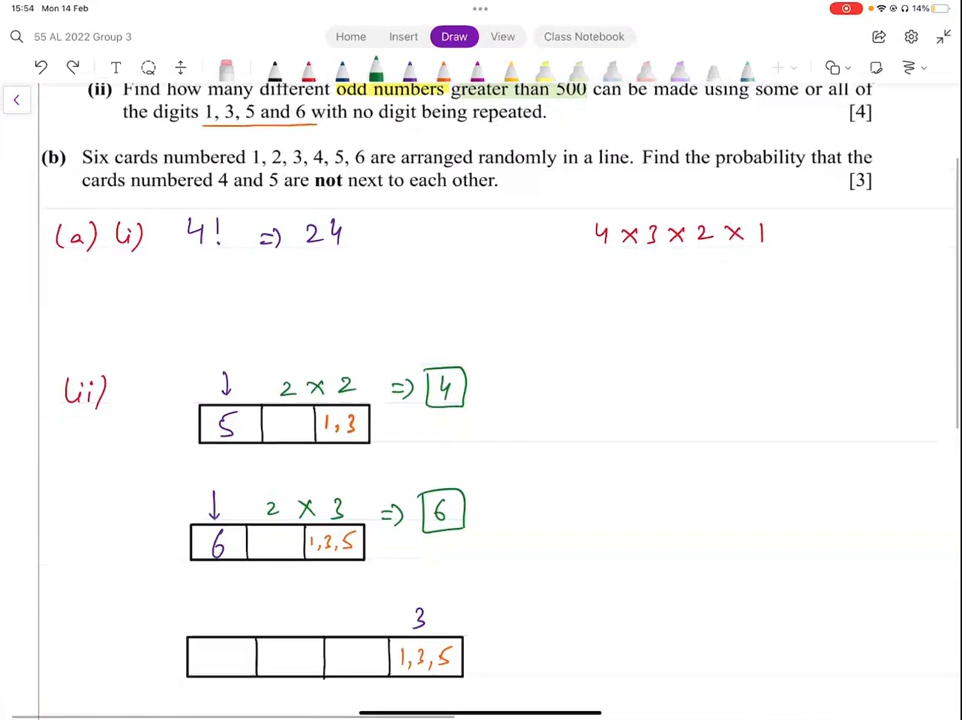 15:54 Mon 14 Feb 14%
55 AL 2022 Group 3 Home Insert Draw View Class Notebook
(ii) Find how many different odd numbers greater than 500 can be made using some or all of
the digits 1, 3, 5 and 6 with no digit being repeated. [4]
(b) Six cards numbered 1, 2, 3, 4, 5, 6 are arranged randomly in a line. Find the probability that the
cards numbered 4 and 5 are not next to each other. [3]
(a) (i) 4! => 24 4 × 3 × 2 × 1
(ii) ↓ 2 × 2 => 4
5 1,3
↓ 2 × 3 => 6
6 1,3,5
3
1,3,5